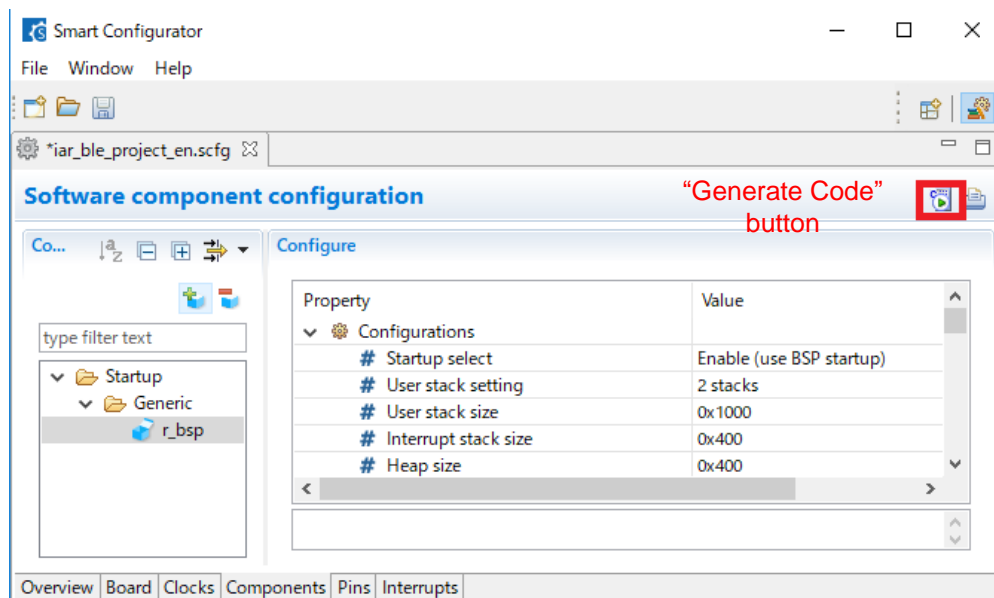 Smart Configurator
File Window Help
*iar_ble_project_en.scfg
Software component configuration
“Generate Code”
button
Co...
Configure
type filter text
Startup
Generic
r_bsp
Property Value
Configurations
# Startup select Enable (use BSP startup)
# User stack setting 2 stacks
# User stack size 0x1000
# Interrupt stack size 0x400
# Heap size 0x400
Overview Board Clocks Components Pins Interrupts